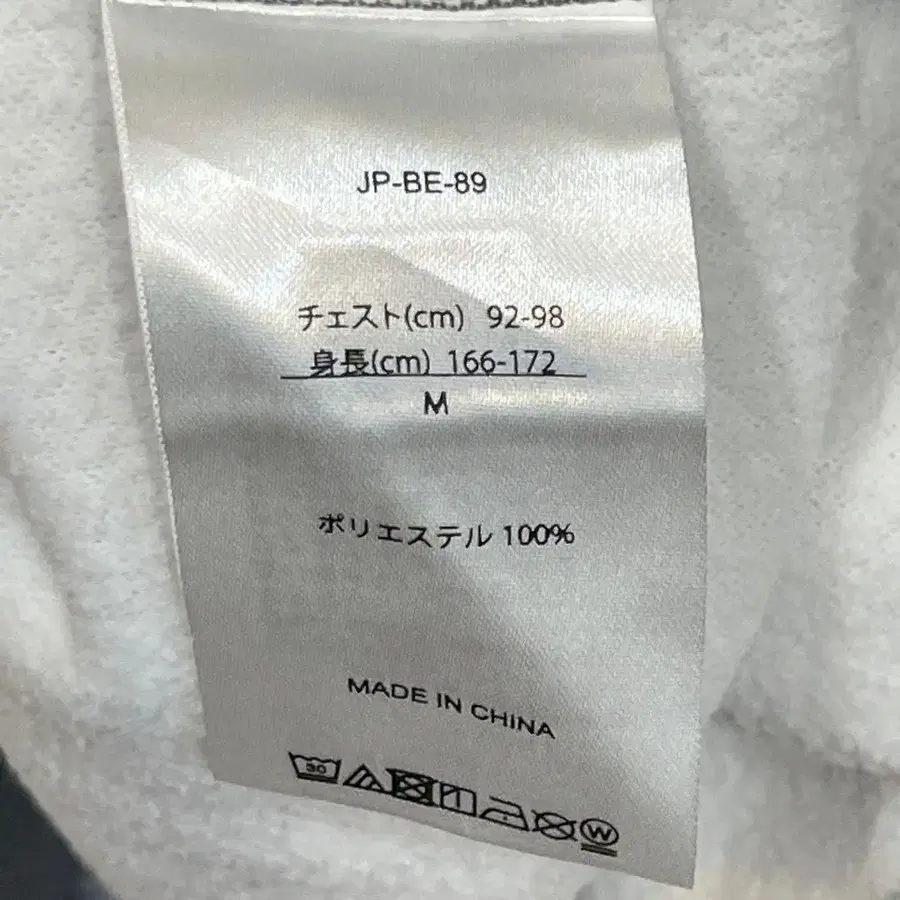 JP-BE-89
チェスト(cm) 92-98
身長(cm) 166-172
M
ポリエステル 100%
MADE IN CHINA
30
W